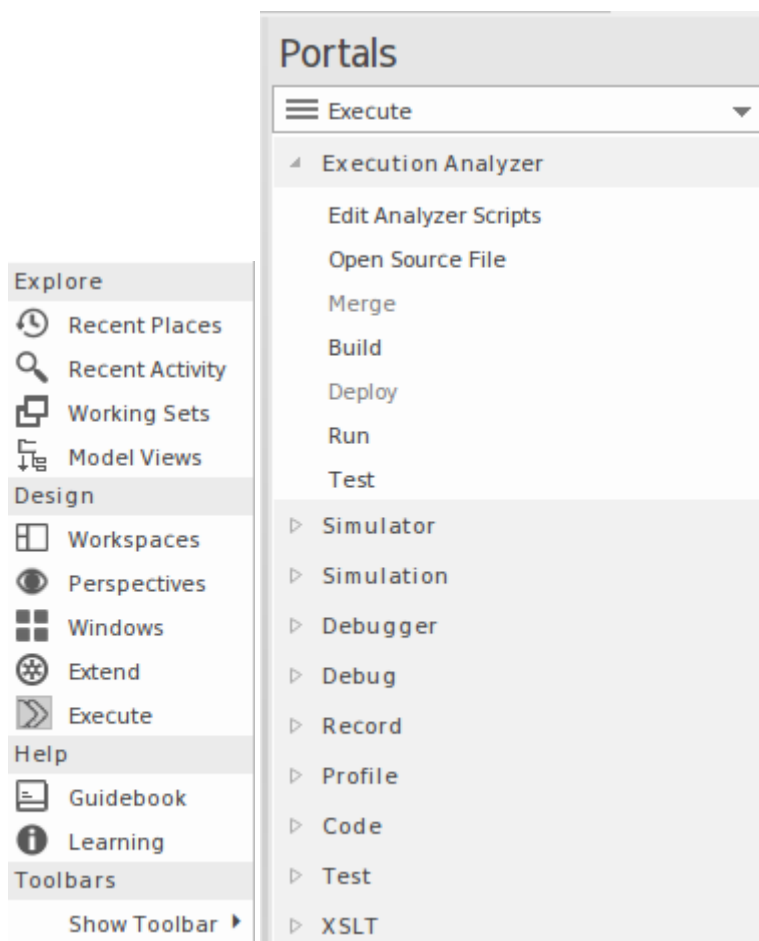 Explore
Recent Places
Recent Activity
Working Sets
Model Views
Design
Workspaces
Perspectives
Windows
Extend
Execute
Help
Guidebook
Learning
Toolbars
Show Toolbar
Portals
Execute
Execution Analyzer
Edit Analyzer Scripts
Open Source File
Merge
Build
Deploy
Run
Test
Simulator
Simulation
Debugger
Debug
Record
Profile
Code
Test
XSLT